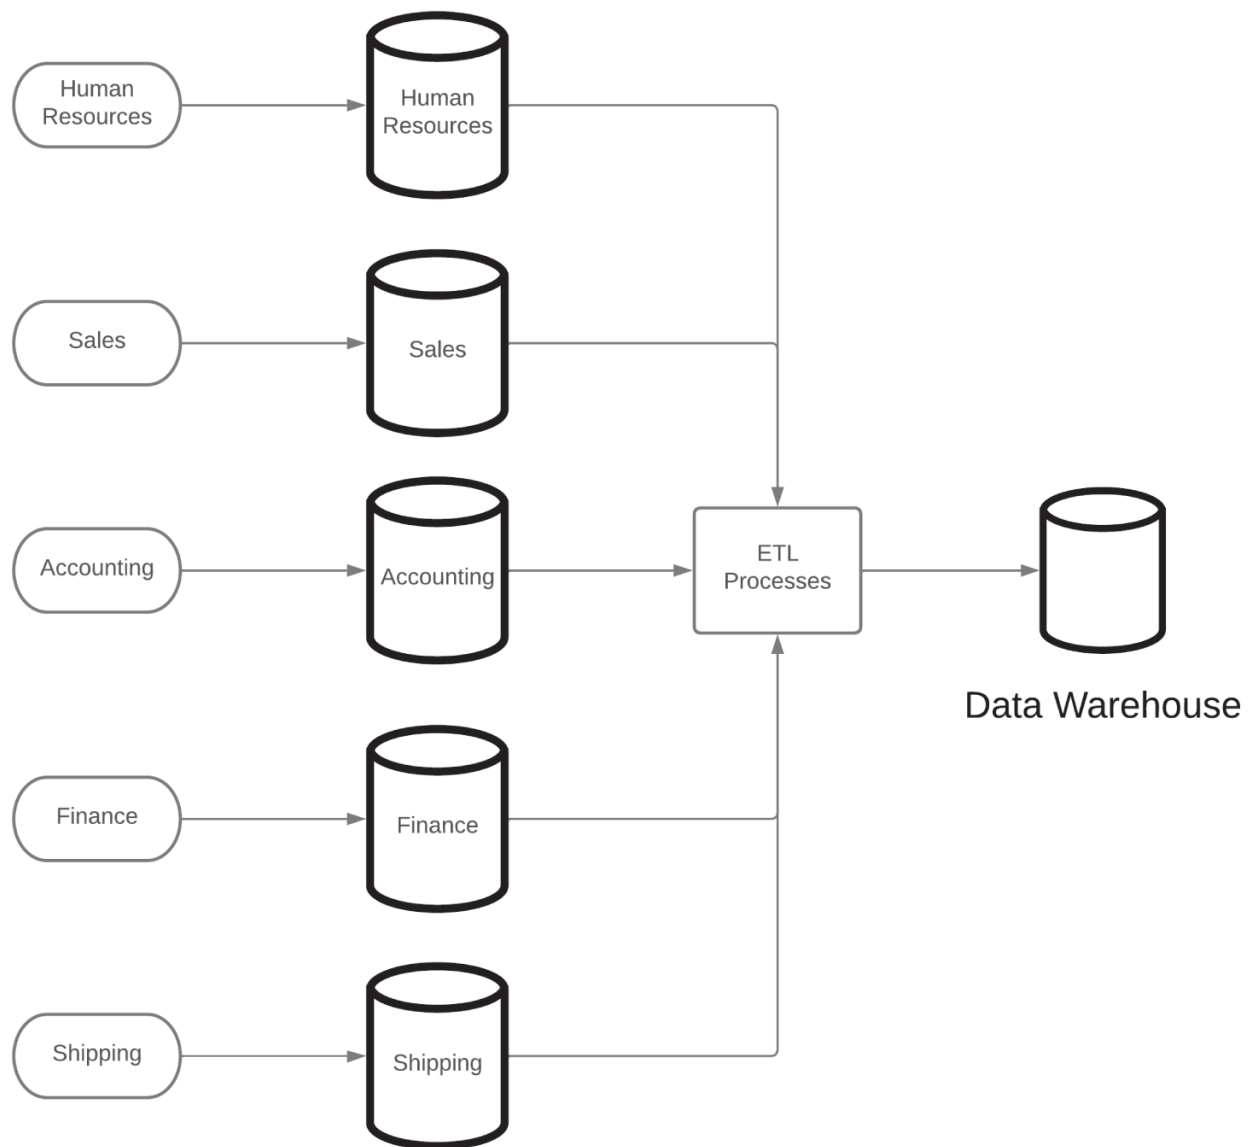 Human
Resources
Human
Resources
Sales
Sales
Accounting
Accounting
ETL
Processes
Data Warehouse
Finance
Finance
Shipping
Shipping